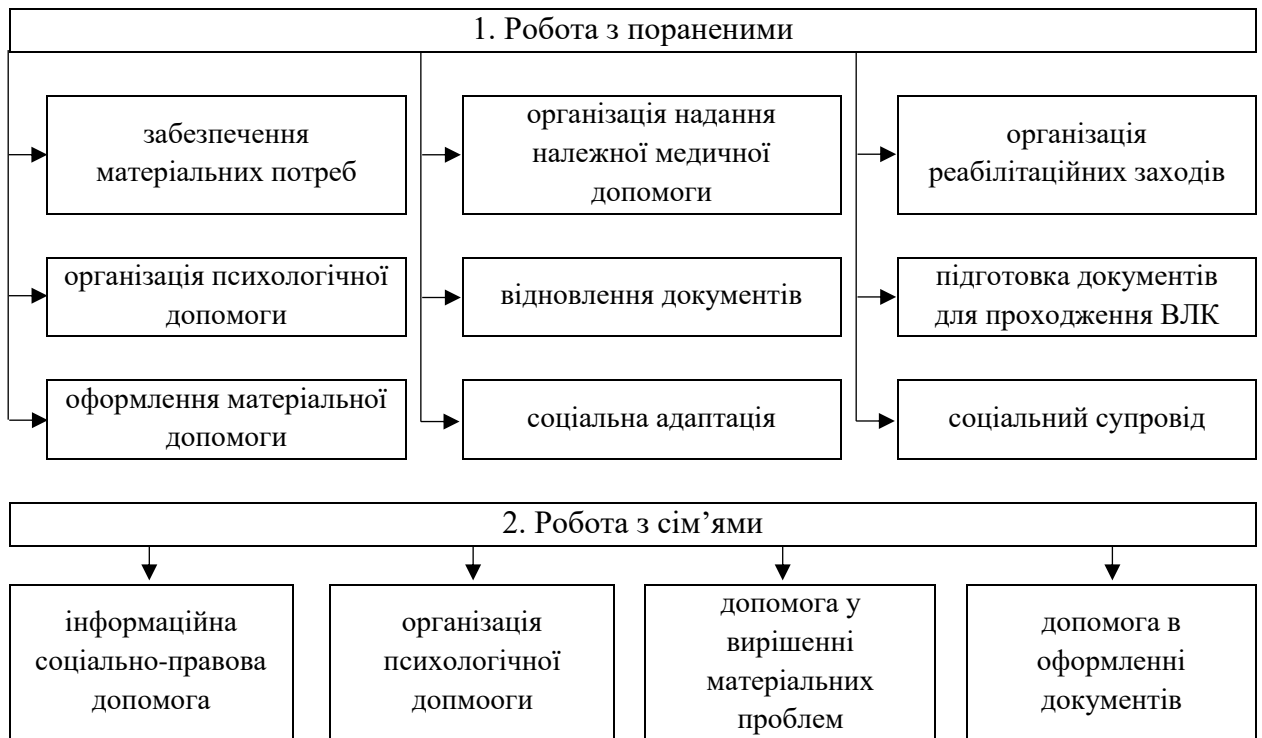 1. Робота з пораненими
забезпечення
матеріальних потреб
організація надання
належної медичної
допомоги
організація
реабілітаційних заходів
організація психологічної
допомоги
відновлення документів
підготовка документів
для проходження ВЛК
оформлення матеріальної
допомоги
соціальна адаптація
соціальний супровід
2. Робота з сім’ями
інформаційна
соціально-правова
допомога
організація
психологічної
допмооги
допомога у
вирішенні
матеріальних
проблем
допомога в
оформленні
документів